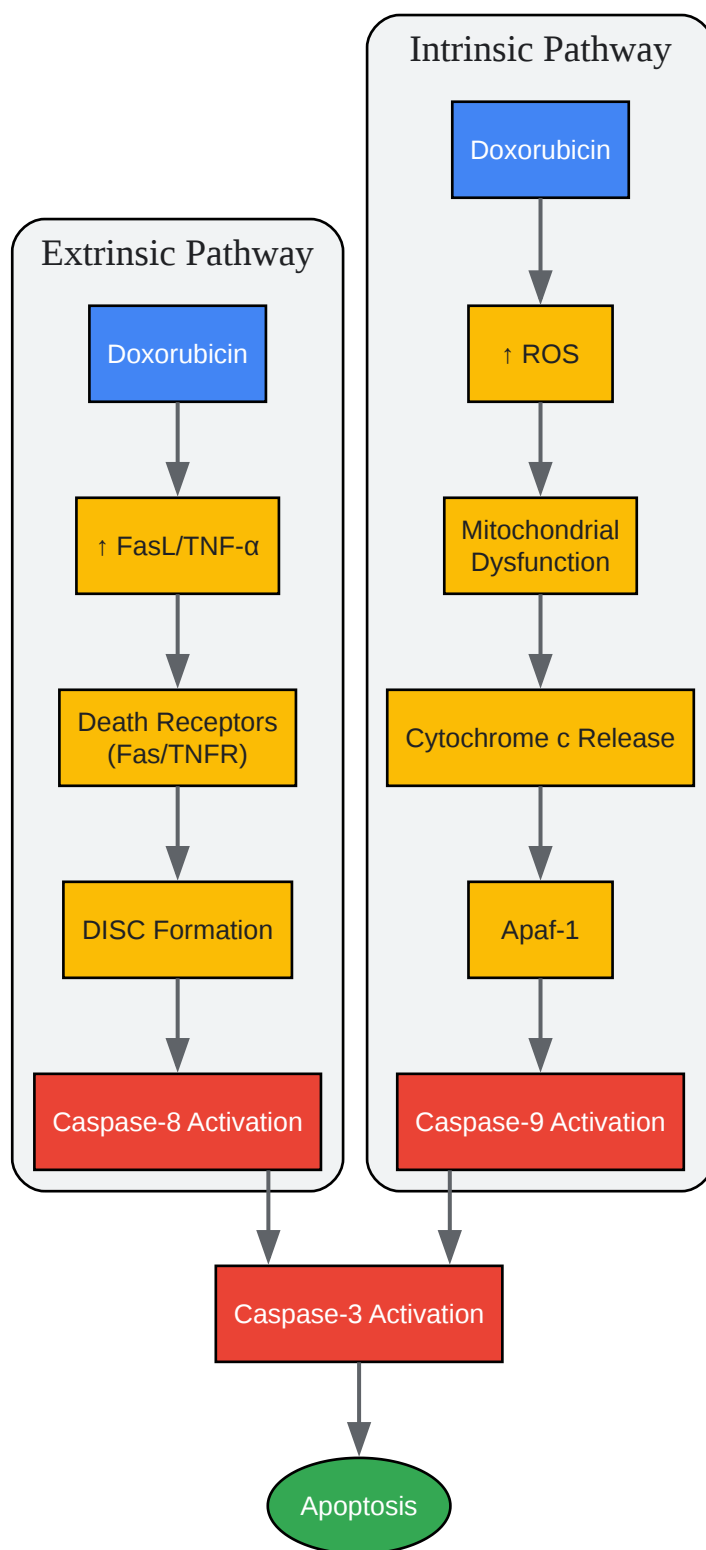 Extrinsic Pathway
Doxorubicin
↑ FasL/TNF-α
Death Receptors
(Fas/TNFR)
DISC Formation
Caspase-8 Activation
Intrinsic Pathway
Doxorubicin
↑ ROS
Mitochondrial
Dysfunction
Cytochrome c Release
Apaf-1
Caspase-9 Activation
Caspase-3 Activation
Apoptosis